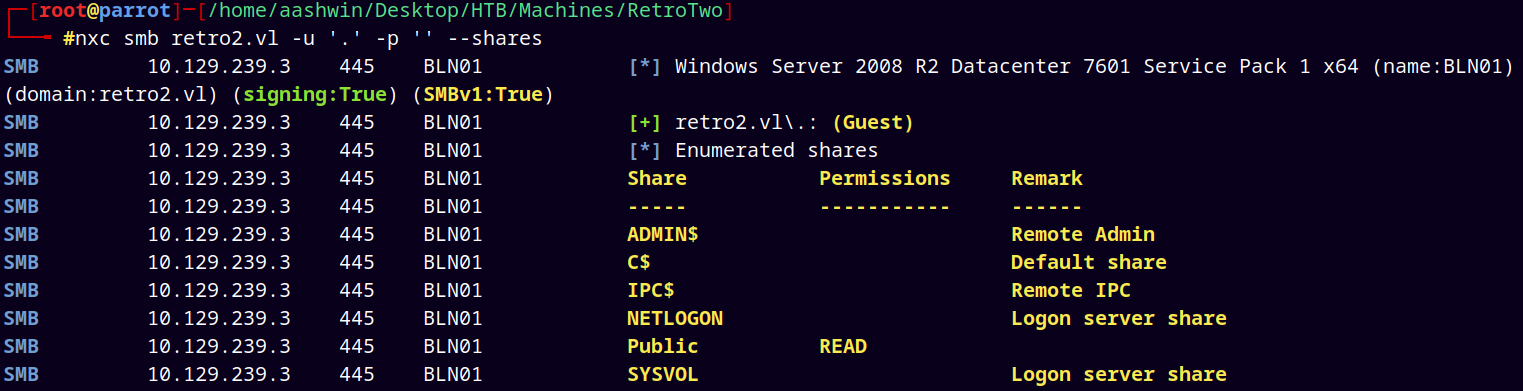 ┌─[root@parrot]─[/home/aashwin/Desktop/HTB/Machines/RetroTwo]
└──╼ #nxc smb retro2.vl -u '.' -p '' --shares
SMB         10.129.239.3    445    BLN01            [*] Windows Server 2008 R2 Datacenter 7601 Service Pack 1 x64 (name:BLN01)
(domain:retro2.vl) (signing:True) (SMBv1:True)
SMB         10.129.239.3    445    BLN01            [+] retro2.vl\.: (Guest)
SMB         10.129.239.3    445    BLN01            [*] Enumerated shares
SMB         10.129.239.3    445    BLN01            Share           Permissions     Remark
SMB         10.129.239.3    445    BLN01            -----           -----------     ------
SMB         10.129.239.3    445    BLN01            ADMIN$                          Remote Admin
SMB         10.129.239.3    445    BLN01            C$                              Default share
SMB         10.129.239.3    445    BLN01            IPC$                            Remote IPC
SMB         10.129.239.3    445    BLN01            NETLOGON                        Logon server share
SMB         10.129.239.3    445    BLN01            Public          READ
SMB         10.129.239.3    445    BLN01            SYSVOL                          Logon server share